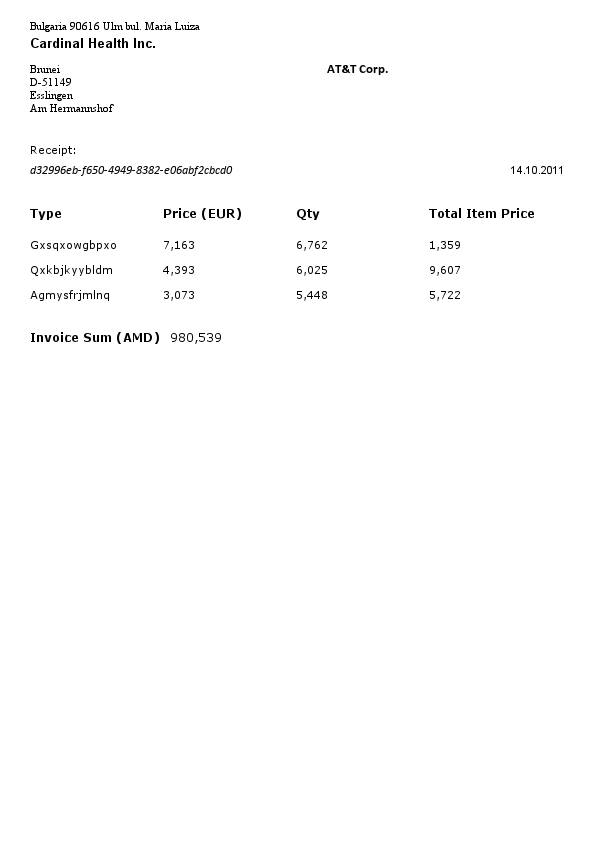 Bulgaria 90616 Ulm bul. Maria Luiza
Cardinal Health Inc.
Brunei
D-51149
Esslingen
Am Hermannshof
AT&T Corp.
Receipt:
d32996eb-f650-4949-8382-e06abf2cbcd0 14.10.2011
Type Price (EUR) Qty Total Item Price
Gxsqxowgbpxo 7,163 6,762 1,359
Qxkbjkyybldm 4,393 6,025 9,607
Agmysfrjmlnq 3,073 5,448 5,722
Invoice Sum (AMD) 980,539